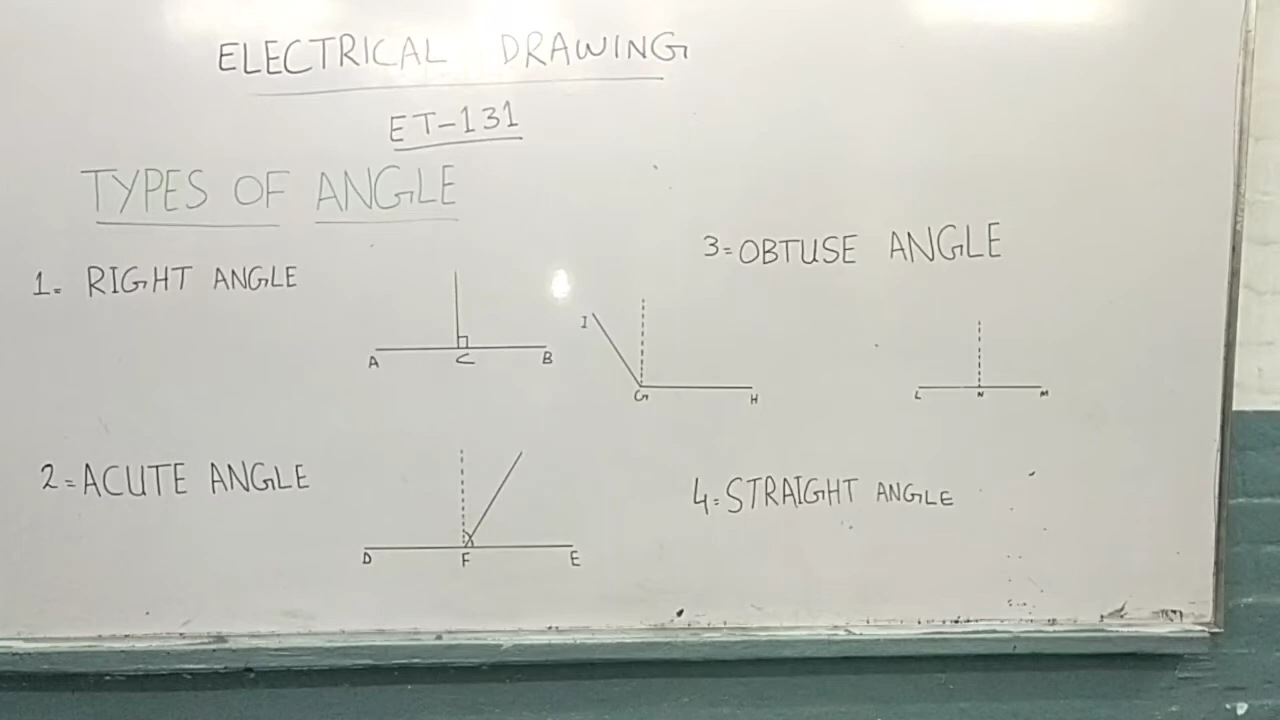 ELECTRICAL DRAWING
ET-131
TYPES OF ANGLE
1= RIGHT ANGLE
A C B
2= ACUTE ANGLE
D F E
3= OBTUSE ANGLE
I
G H
L N M
4= STRAIGHT ANGLE